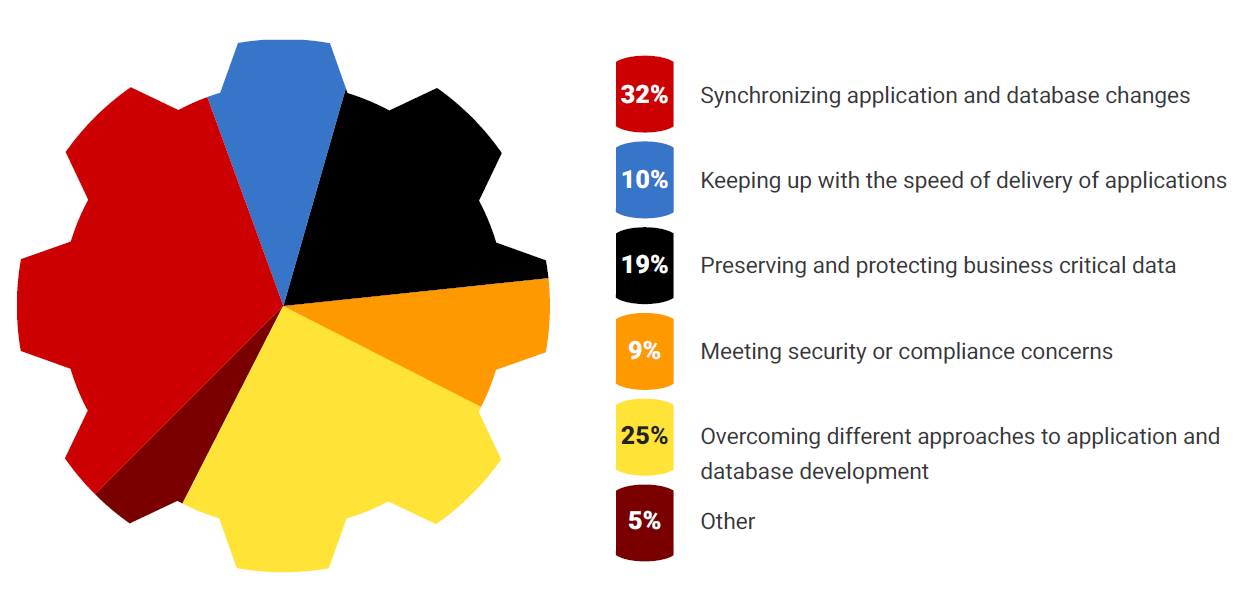 32% Synchronizing application and database changes
10% Keeping up with the speed of delivery of applications
19% Preserving and protecting business critical data
9% Meeting security or compliance concerns
25% Overcoming different approaches to application and
database development
5% Other